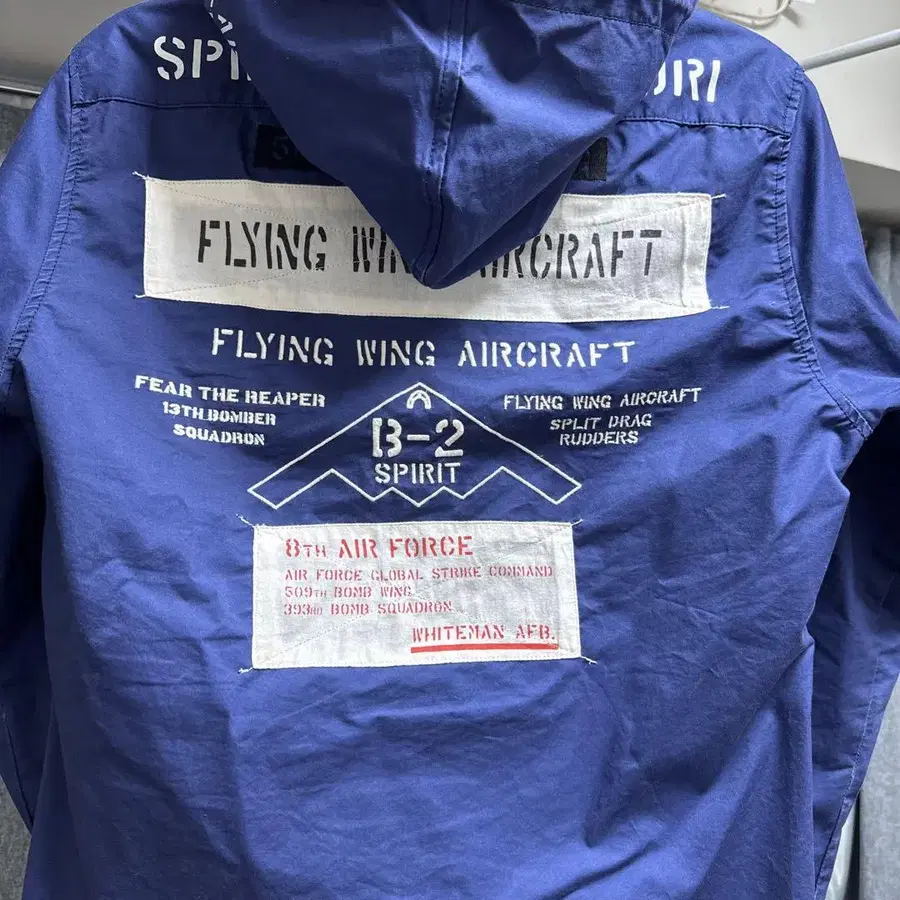 FLYING AIRCRAFT
FLYING WING AIRCRAFT
FEAR THE REAPER
13TH.BOMBER
SQUADRON
B-2
SPIRIT
FLYING WING AIRCRAFT
SPLIT DRAG
RUDDERS
8TH AIR FORCE
AIR FORCE GLOBAL STRIKE COMMAND
509TH BOMB WING
393RD BOMB SQUADRON
WHITEMAN AFB.